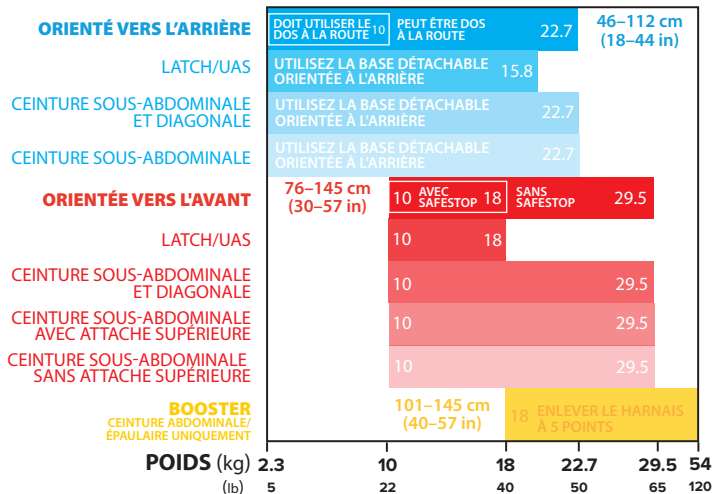 ORIENTÉ VERS L'ARRIÈRE
DOIT UTILISER LE
DOS À LA ROUTE
10
PEUT ÊTRE DOS
À LA ROUTE
22.7
46–112 cm
(18–44 in)
LATCH/UAS
UTILISEZ LA BASE DÉTACHABLE
ORIENTÉE À L'ARRIÈRE
15.8
CEINTURE SOUS-ABDOMINALE
ET DIAGONALE
UTILISEZ LA BASE DÉTACHABLE
ORIENTÉE À L'ARRIÈRE
22.7
CEINTURE SOUS-ABDOMINALE
UTILISEZ LA BASE DÉTACHABLE
ORIENTÉE À L'ARRIÈRE
22.7
ORIENTÉE VERS L'AVANT
76–145 cm
(30–57 in)
10
AVEC
SAFESTOP
18
SANS
SAFESTOP
29.5
LATCH/UAS
10
18
CEINTURE SOUS-ABDOMINALE
ET DIAGONALE
10
29.5
CEINTURE SOUS-ABDOMINALE
AVEC ATTACHE SUPÉRIEURE
10
29.5
CEINTURE SOUS-ABDOMINALE
SANS ATTACHE SUPÉRIEURE
10
29.5
BOOSTER
CEINTURE ABDOMINALE/
ÉPAULAIRE UNIQUEMENT
101–145 cm
(40–57 in)
18
ENLEVER LE HARNAIS
À 5 POINTS
POIDS (kg) 2.3 10 18 22.7 29.5 54
(lb) 5 22 40 50 65 120